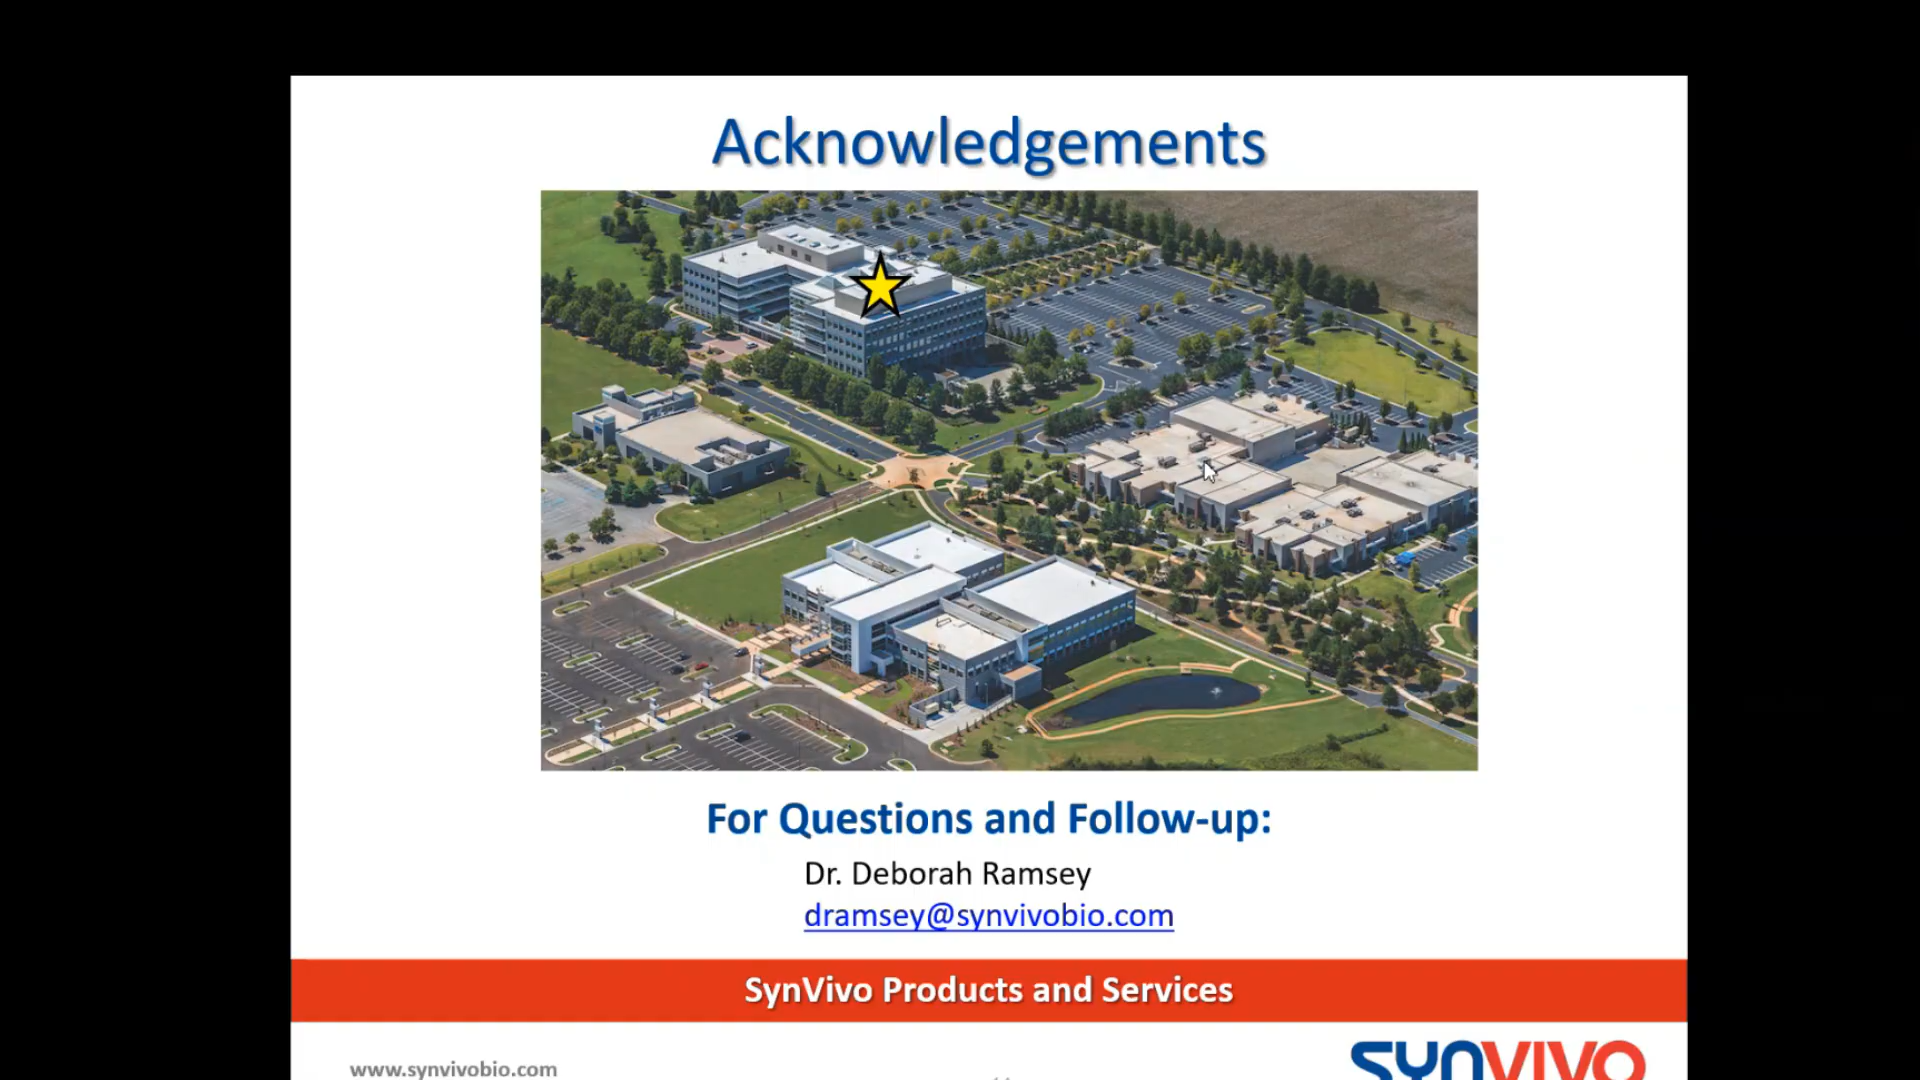 Acknowledgements
For Questions and Follow-up:
Dr. Deborah Ramsey
dramsey@synvivobio.com
SynVivo Products and Services
www.synvivobio.com
SYNVIVO